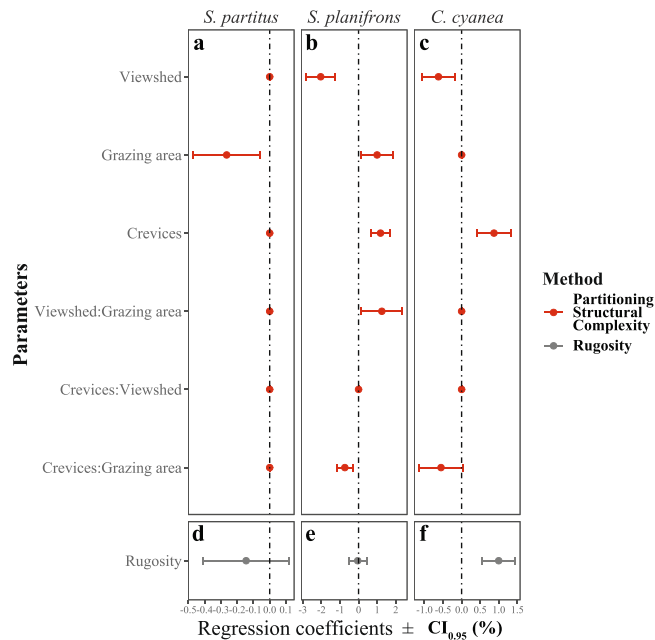 S. partitus S. planifrons C. cyanea
a b c
Viewshed
Grazing area
Crevices
Viewshed:Grazing area
Crevices:Viewshed
Crevices:Grazing area
Parameters
Method
Partitioning
Structural
Complexity
Rugosity
d e f
Rugosity
-0.5 -0.4 -0.3 -0.2 -0.1 0.0 0.1 -3 -2 -1 0 1 2 -1.0 -0.5 0.0 0.5 1.0 1.5
Regression coefficients ± CI0.95 (%)